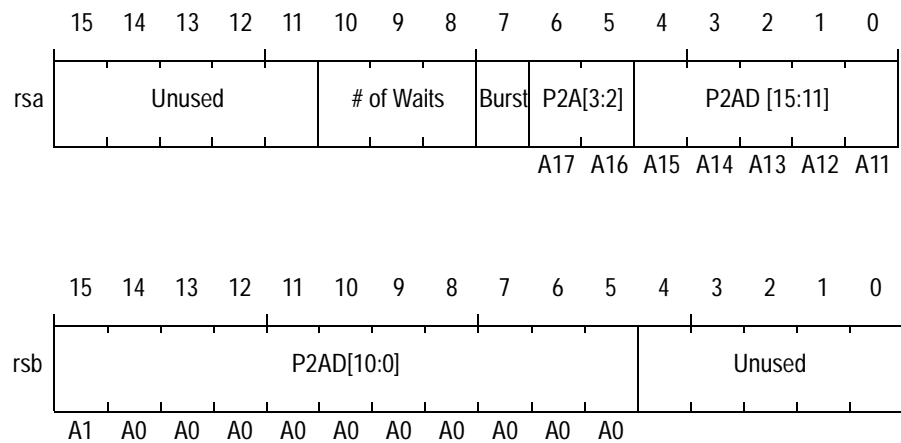 15 14 13 12 11 10 9 8 7 6 5 4 3 2 1 0
rsa Unused # of Waits Burst P2A[3:2] P2AD [15:11]
A17 A16 A15 A14 A13 A12 A11
15 14 13 12 11 10 9 8 7 6 5 4 3 2 1 0
rsb P2AD[10:0] Unused
A1 A0 A0 A0 A0 A0 A0 A0 A0 A0 A0